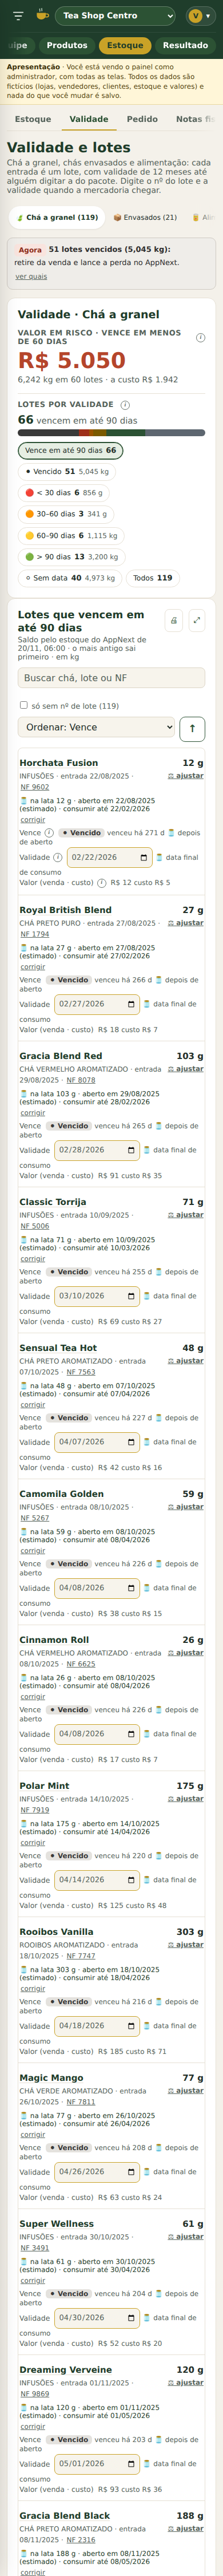 Tea Shop Centro
V
uipe
Produtos
Estoque
Resultado
Apresentação · Você está vendo o painel como administrador, com todas as telas. Todos os dados são fictícios (lojas, vendedores, clientes, estoque e valores) e nada do que você mudar é salvo.
Estoque
Validade
Pedido
Notas fis
Validade e lotes
Chá a granel, chás envasados e alimentação: cada entrada é um lote, com validade de 12 meses até alguém digitar a do pacote. Digite o nº do lote e a validade quando a mercadoria chegar.
Chá a granel (119)
Envasados (21)
Agora 51 lotes vencidos (5,045 kg):
retire da venda e lance a perda no AppNext.
ver quais
Validade · Chá a granel
VALOR EM RISCO · VENCE EM MENOS DE 60 DIAS
R$ 5.050
6,242 kg em 60 lotes · a custo R$ 1.942
LOTES POR VALIDADE
66 vencem em até 90 dias
Vence em até 90 dias 66
Vencido 51 5,045 kg
< 30 dias 6 856 g
30–60 dias 3 341 g
60–90 dias 6 1,115 kg
> 90 dias 13 3,200 kg
Sem data 40 4,973 kg
Todos 119
Lotes que vencem em até 90 dias
Saldo pelo estoque do AppNext de 20/11, 06:00 · o mais antigo sai primeiro · em kg
Buscar chá, lote ou NF
só sem nº de lote (119)
Ordenar: Vence
↑
Horchata Fusion 12 g
INFUSÕES · entrada 22/08/2025 · NF 9602
ajustar
na lata 12 g · aberto em 22/08/2025 (estimado) · consumir até 22/02/2026
corrigir
Vence Vencido venceu há 271 d depois de aberto
Validade 02/22/2026 data final de consumo
Valor (venda · custo) R$ 12 custo R$ 5
Royal British Blend 27 g
CHÁ PRETO PURO · entrada 27/08/2025 · NF 1794
ajustar
na lata 27 g · aberto em 27/08/2025 (estimado) · consumir até 27/02/2026
corrigir
Vence Vencido venceu há 266 d depois de aberto
Validade 02/27/2026 data final de consumo
Valor (venda · custo) R$ 18 custo R$ 7
Gracia Blend Red 103 g
CHÁ VERMELHO AROMATIZADO · entrada 29/08/2025 · NF 8078
ajustar
na lata 103 g · aberto em 29/08/2025 (estimado) · consumir até 28/02/2026
corrigir
Vence Vencido venceu há 265 d depois de aberto
Validade 02/28/2026 data final de consumo
Valor (venda · custo) R$ 91 custo R$ 35
Classic Torrija 71 g
INFUSÕES · entrada 10/09/2025 · NF 5006
ajustar
na lata 71 g · aberto em 10/09/2025 (estimado) · consumir até 10/03/2026
corrigir
Vence Vencido venceu há 255 d depois de aberto
Validade 03/10/2026 data final de consumo
Valor (venda · custo) R$ 69 custo R$ 27
Sensual Tea Hot 48 g
CHÁ PRETO AROMATIZADO · entrada 07/10/2025 · NF 7563
ajustar
na lata 48 g · aberto em 07/10/2025 (estimado) · consumir até 07/04/2026
corrigir
Vence Vencido venceu há 227 d depois de aberto
Validade 04/07/2026 data final de consumo
Valor (venda · custo) R$ 42 custo R$ 16
Camomila Golden 59 g
INFUSÕES · entrada 08/10/2025 · NF 5267
ajustar
na lata 59 g · aberto em 08/10/2025 (estimado) · consumir até 08/04/2026
corrigir
Vence Vencido venceu há 226 d depois de aberto
Validade 04/08/2026 data final de consumo
Valor (venda · custo) R$ 38 custo R$ 15
Cinnamon Roll 26 g
CHÁ VERMELHO AROMATIZADO · entrada 08/10/2025 · NF 6625
ajustar
na lata 26 g · aberto em 08/10/2025 (estimado) · consumir até 08/04/2026
corrigir
Vence Vencido venceu há 226 d depois de aberto
Validade 04/08/2026 data final de consumo
Valor (venda · custo) R$ 17 custo R$ 7
Polar Mint 175 g
INFUSÕES · entrada 14/10/2025 · NF 7919
ajustar
na lata 175 g · aberto em 14/10/2025 (estimado) · consumir até 14/04/2026
corrigir
Vence Vencido venceu há 220 d depois de aberto
Validade 04/14/2026 data final de consumo
Valor (venda · custo) R$ 125 custo R$ 48
Rooibos Vanilla 303 g
ROOIBOS AROMATIZADO · entrada 18/10/2025 · NF 7747
ajustar
na lata 303 g · aberto em 18/10/2025 (estimado) · consumir até 18/04/2026
corrigir
Vence Vencido venceu há 216 d depois de aberto
Validade 04/18/2026 data final de consumo
Valor (venda · custo) R$ 185 custo R$ 71
Magic Mango 77 g
CHÁ VERDE AROMATIZADO · entrada 26/10/2025 · NF 7811
ajustar
na lata 77 g · aberto em 26/10/2025 (estimado) · consumir até 26/04/2026
corrigir
Vence Vencido venceu há 208 d depois de aberto
Validade 04/26/2026 data final de consumo
Valor (venda · custo) R$ 63 custo R$ 24
Super Wellness 61 g
INFUSÕES · entrada 30/10/2025 · NF 3491
ajustar
na lata 61 g · aberto em 30/10/2025 (estimado) · consumir até 30/04/2026
corrigir
Vence Vencido venceu há 204 d depois de aberto
Validade 04/30/2026 data final de consumo
Valor (venda · custo) R$ 52 custo R$ 20
Dreaming Verveine 120 g
INFUSÕES · entrada 01/11/2025 · NF 9869
ajustar
na lata 120 g · aberto em 01/11/2025 (estimado) · consumir até 01/05/2026
corrigir
Vence Vencido venceu há 203 d depois de aberto
Validade 05/01/2026 data final de consumo
Valor (venda · custo) R$ 93 custo R$ 36
Gracia Blend Black 188 g
CHÁ PRETO AROMATIZADO · entrada 08/11/2025 · NF 2316
ajustar
na lata 188 g · aberto em 08/11/2025 (estimado) · consumir até 08/05/2026
corrigir